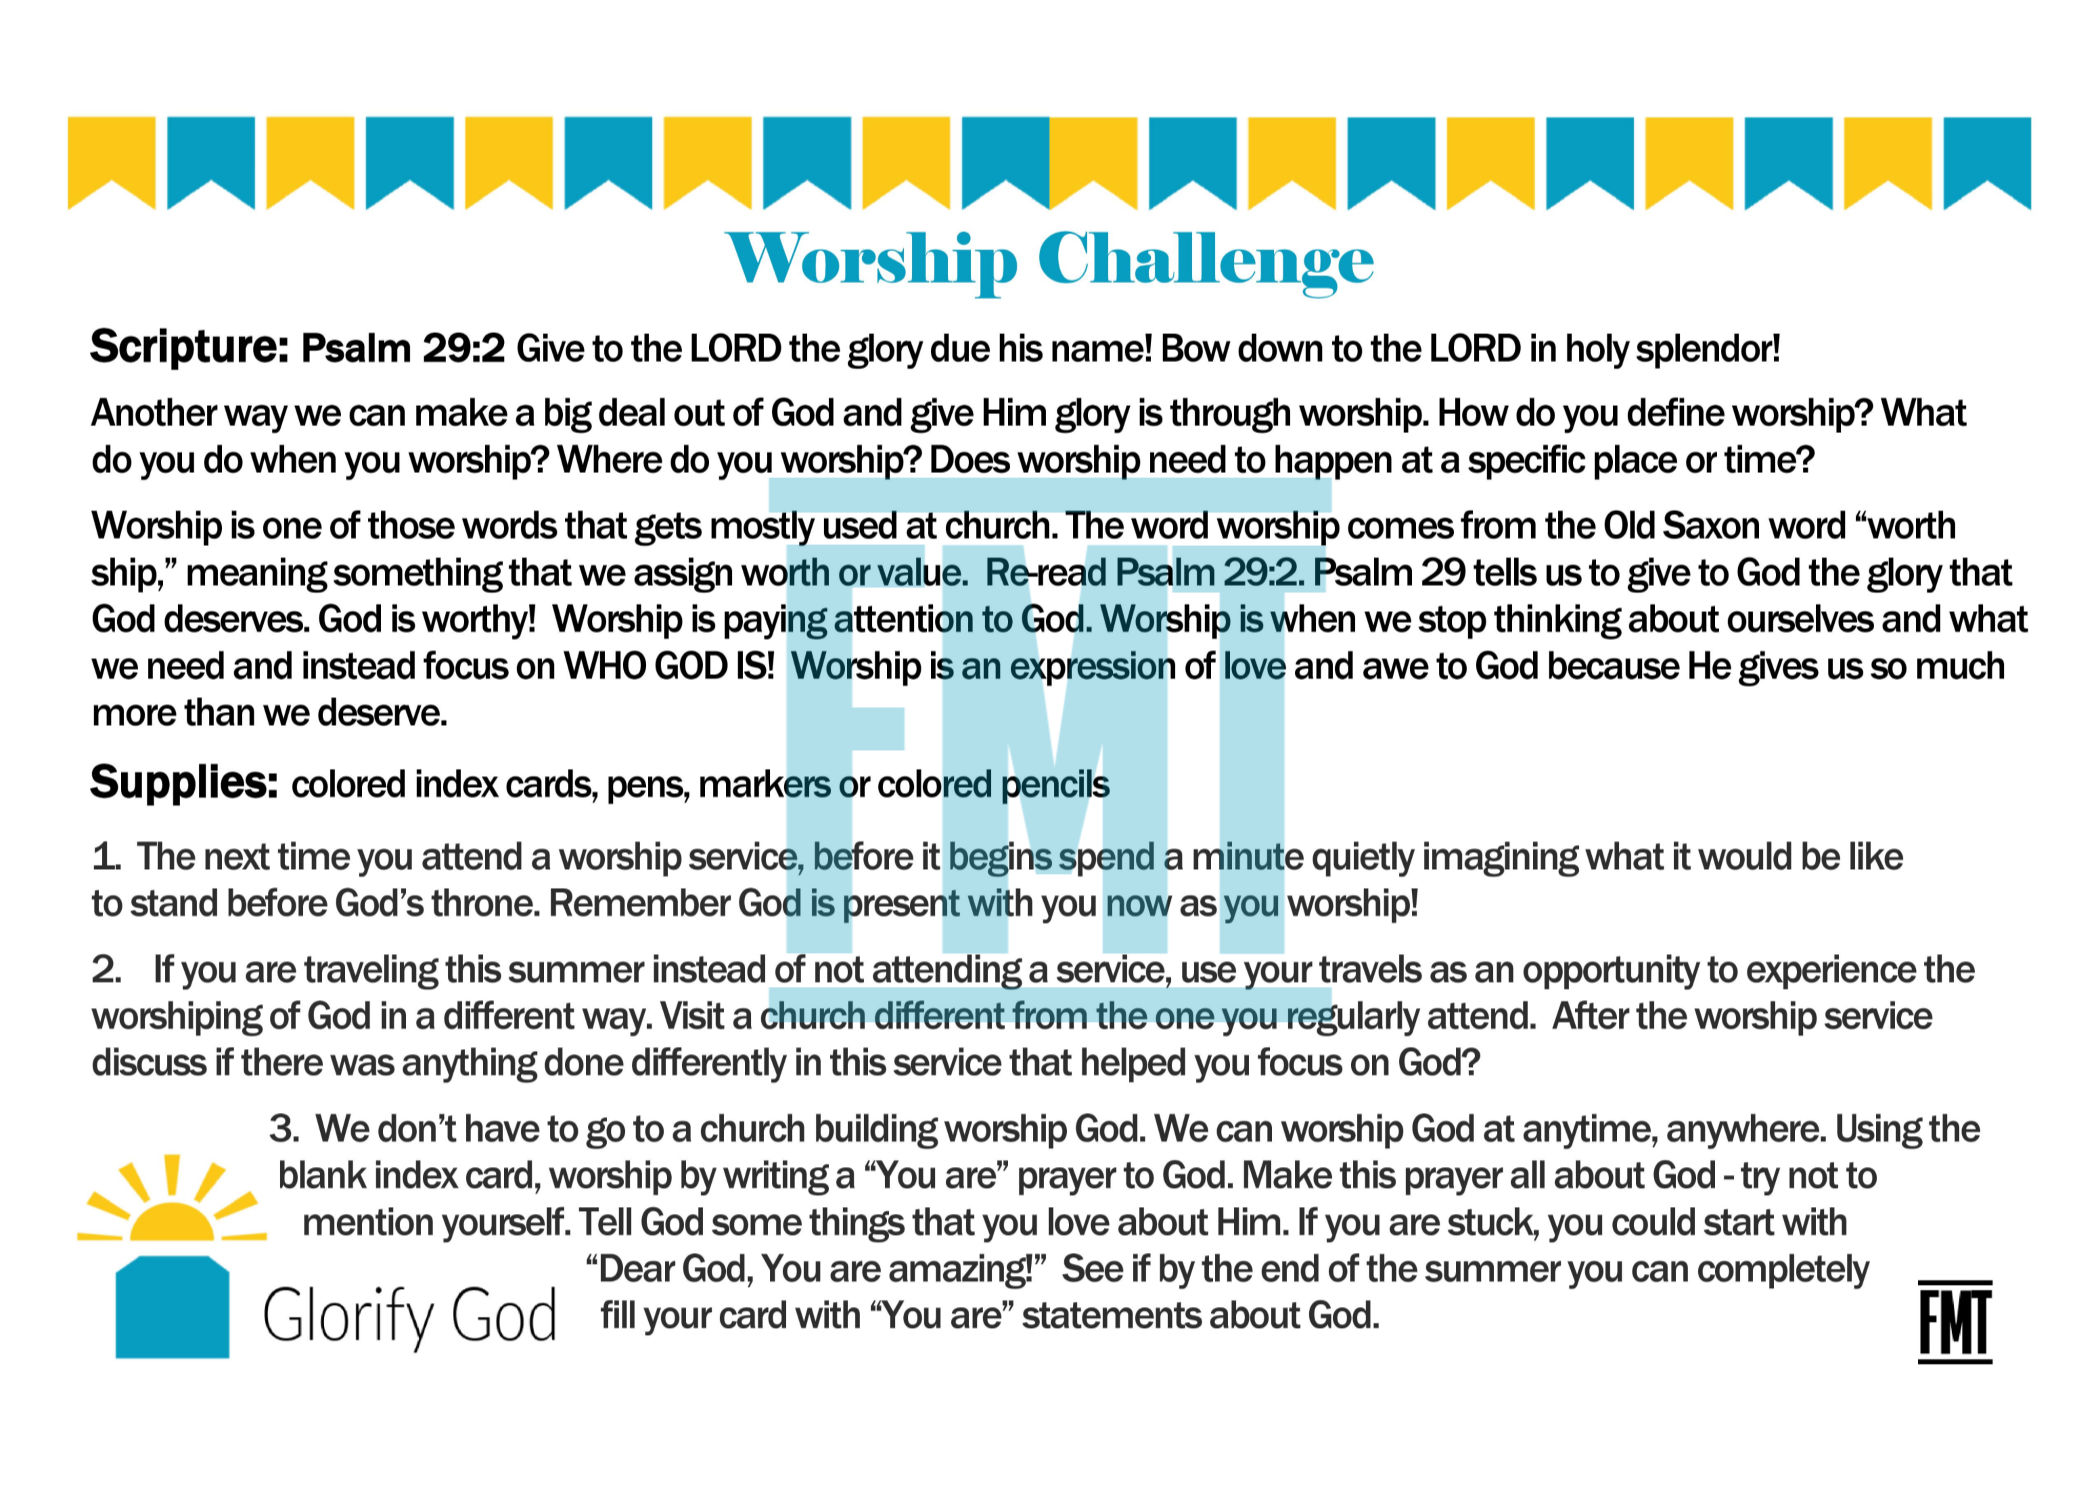 Worship Challenge
Scripture: Psalm 29:2 Give to the LORD the glory due his name! Bow down to the LORD in holy splendor!
Another way we can make a big deal out of God and give Him glory is through worship. How do you define worship? What
do you do when you worship? Where do you worship? Does worship need to happen at a specific place or time?
Worship is one of those words that gets mostly used at church. The word worship comes from the Old Saxon word “worth
ship,” meaning something that we assign worth or value. Re-read Psalm 29:2. Psalm 29 tells us to give to God the glory that
God deserves. God is worthy! Worship is paying attention to God. Worship is when we stop thinking about ourselves and what
we need and instead focus on WHO GOD IS! Worship is an expression of love and awe to God because He gives us so much
more than we deserve.
FMT
Supplies: colored index cards, pens, markers or colored pencils
1. The next time you attend a worship service, before it begins spend a minute quietly imagining what it would be like
to stand before God’s throne. Remember God is present with you now as you worship!
2. If you are traveling this summer instead of not attending a service, use your travels as an opportunity to experience the
worshiping of God in a different way. Visit a church different from the one you regularly attend. After the worship service
discuss if there was anything done differently in this service that helped you focus on God?
3. We don’t have to go to a church building worship God. We can worship God at anytime, anywhere. Using the
blank index card, worship by writing a “You are” prayer to God. Make this prayer all about God - try not to
mention yourself. Tell God some things that you love about Him. If you are stuck, you could start with
“Dear God, You are amazing!” See if by the end of the summer you can completely
fill your card with “You are” statements about God.
Glorify God
FMT